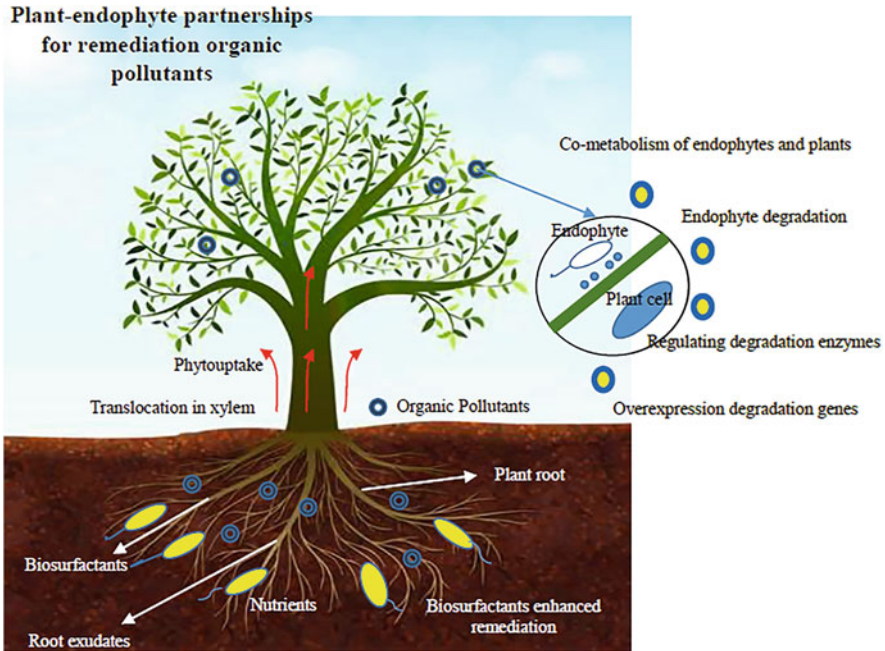 Plant-endophyte partnerships
for remediation organic
pollutants
Co-metabolism of endophytes and plants
Endophyte
Endophyte degradation
Plant cell
Regulating degradation enzymes
Phytouptake
Translocation in xylem
Organic Pollutants
Overexpression degradation genes
Plant root
Biosurfactants
Nutrients
Biosurfactants enhanced
remediation
Root exudates